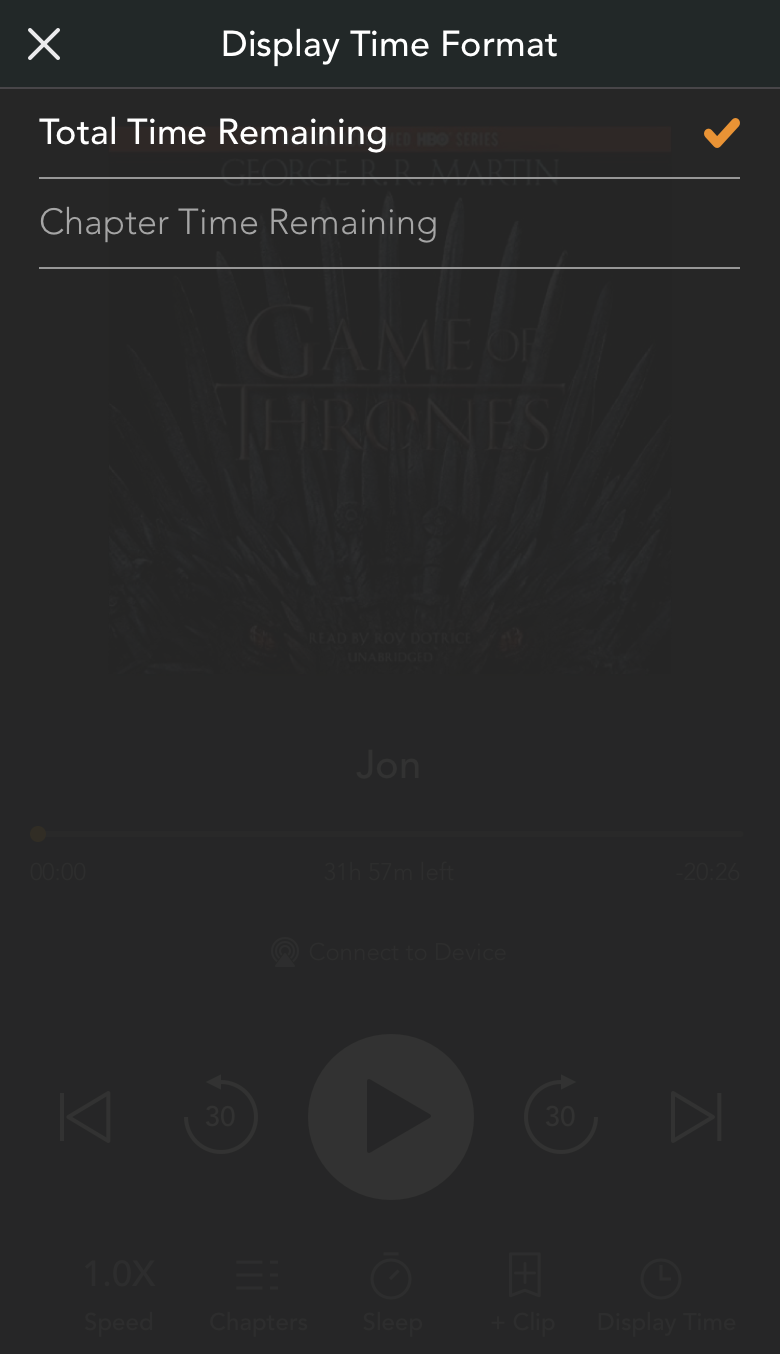 Display Time Format
Total Time Remaining
HBO SERIES
GEORGE R. R. MARTIN
Chapter Time Remaining
GAME OF
THRONES
READ BY ROY DOTRICE
UNABRIDGED
Jon
00:00 31h 57m left -20:26
Connect to Device
30 30
1.0X
Speed Chapters Sleep + Clip Display Time